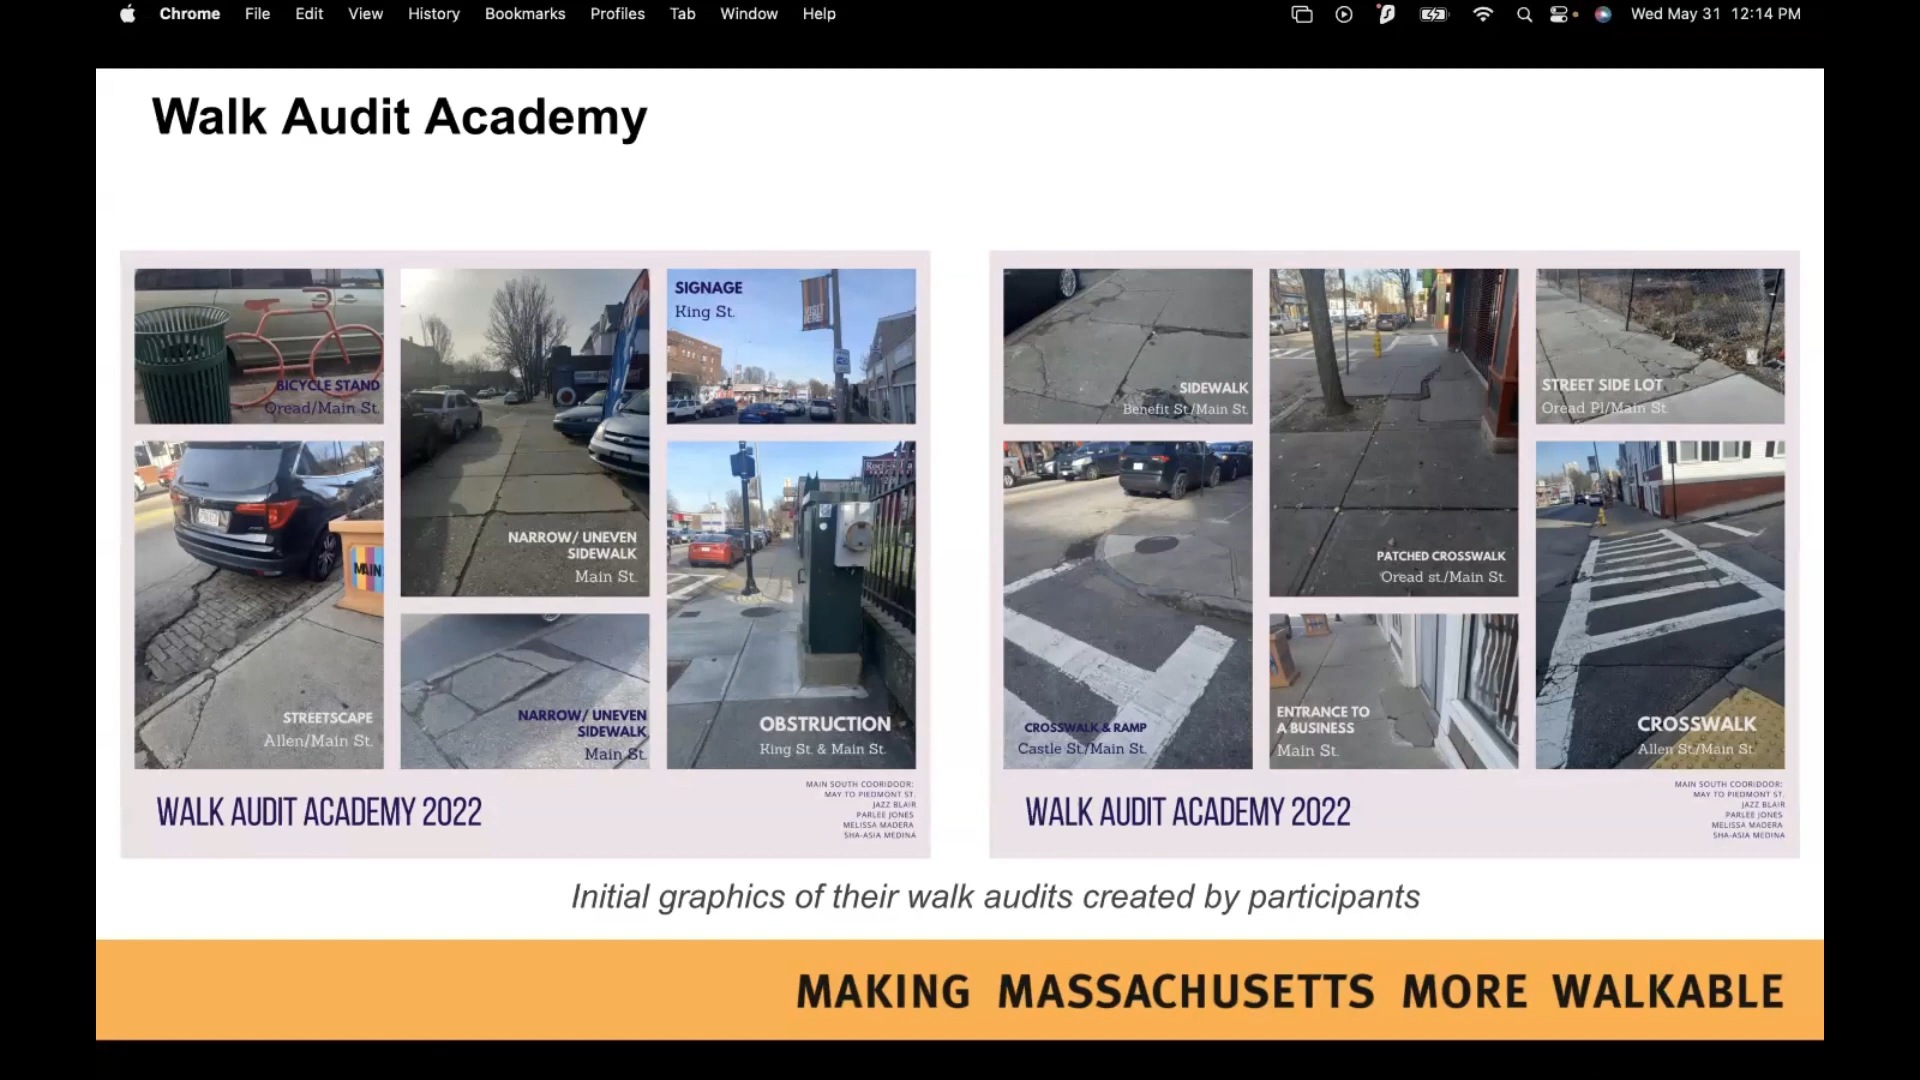 Chrome File Edit View History Bookmarks Profiles Tab Window Help Wed May 31 12:14 PM
Walk Audit Academy
BICYCLE STAND
Oread/Main St.
NARROW/ UNEVEN
SIDEWALK
Main St.
SIGNAGE
King St.
MAIN
STREETSCAPE
Allen/Main St.
NARROW/ UNEVEN
SIDEWALK
Main St.
OBSTRUCTION
King St. & Main St.
WALK AUDIT ACADEMY 2022
MAIN SOUTH COORIDOOR:
MAY TO PIEDMONT ST.
JAZZ BLAIR
PARLEE JONES
MELISSA MADERA
SHA-ASIA MEDINA
SIDEWALK
Benefit St./Main St.
PATCHED CROSSWALK
Oread st./Main St.
STREET SIDE LOT
Oread Pl/Main St.
CROSSWALK & RAMP
Castle St./Main St.
ENTRANCE TO
A BUSINESS
Main St.
CROSSWALK
Allen St./Main St.
WALK AUDIT ACADEMY 2022
MAIN SOUTH COORIDOOR:
MAY TO PIEDMONT ST.
JAZZ BLAIR
PARLEE JONES
MELISSA MADERA
SHA-ASIA MEDINA
Initial graphics of their walk audits created by participants
MAKING MASSACHUSETTS MORE WALKABLE